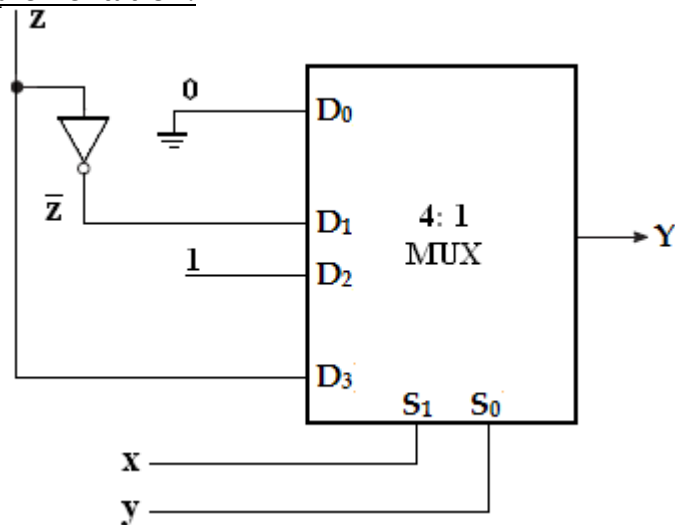 z
0
D₀
z̅
D₁
4: 1
MUX
Y
1
D₂
D₃
S₁ S₀
x
y